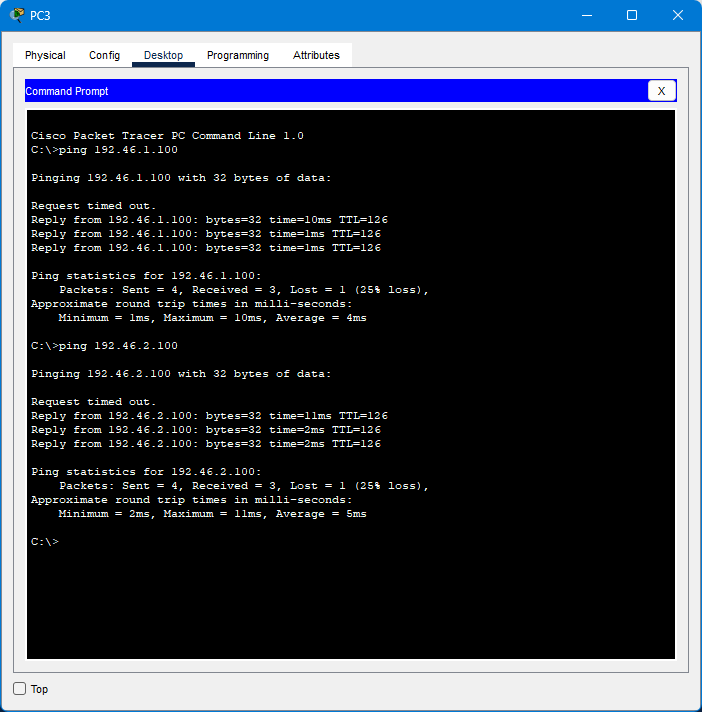 PC3
Physical Config Desktop Programming Attributes
Command Prompt
X
Cisco Packet Tracer PC Command Line 1.0
C:\>ping 192.46.1.100
Pinging 192.46.1.100 with 32 bytes of data:
Request timed out.
Reply from 192.46.1.100: bytes=32 time=10ms TTL=126
Reply from 192.46.1.100: bytes=32 time=1ms TTL=126
Reply from 192.46.1.100: bytes=32 time=1ms TTL=126
Ping statistics for 192.46.1.100:
Packets: Sent = 4, Received = 3, Lost = 1 (25% loss),
Approximate round trip times in milli-seconds:
Minimum = 1ms, Maximum = 10ms, Average = 4ms
C:\>ping 192.46.2.100
Pinging 192.46.2.100 with 32 bytes of data:
Request timed out.
Reply from 192.46.2.100: bytes=32 time=11ms TTL=126
Reply from 192.46.2.100: bytes=32 time=2ms TTL=126
Reply from 192.46.2.100: bytes=32 time=2ms TTL=126
Ping statistics for 192.46.2.100:
Packets: Sent = 4, Received = 3, Lost = 1 (25% loss),
Approximate round trip times in milli-seconds:
Minimum = 2ms, Maximum = 11ms, Average = 5ms
C:\>
Top